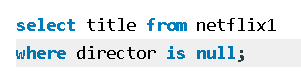 select title from netflix1
where director is null;